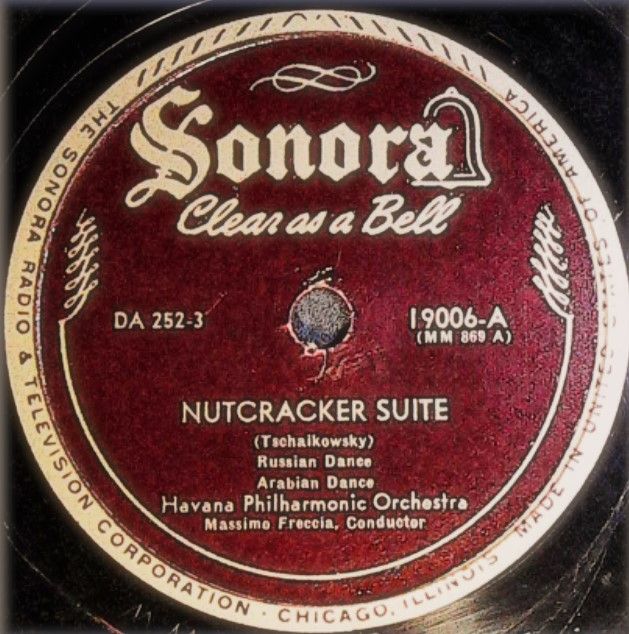 Sonora
Clear as a Bell
DA 252-3
19006-A
(MM 869 A)
NUTCRACKER SUITE
(Tschaikowsky)
Russian Dance
Arabian Dance
Havana Philharmonic Orchestra
Massimo Freccia, Conductor
THE SONORA RADIO & TELEVISION CORPORATION · CHICAGO, ILLINOIS MADE IN UNITED STATES OF AMERICA